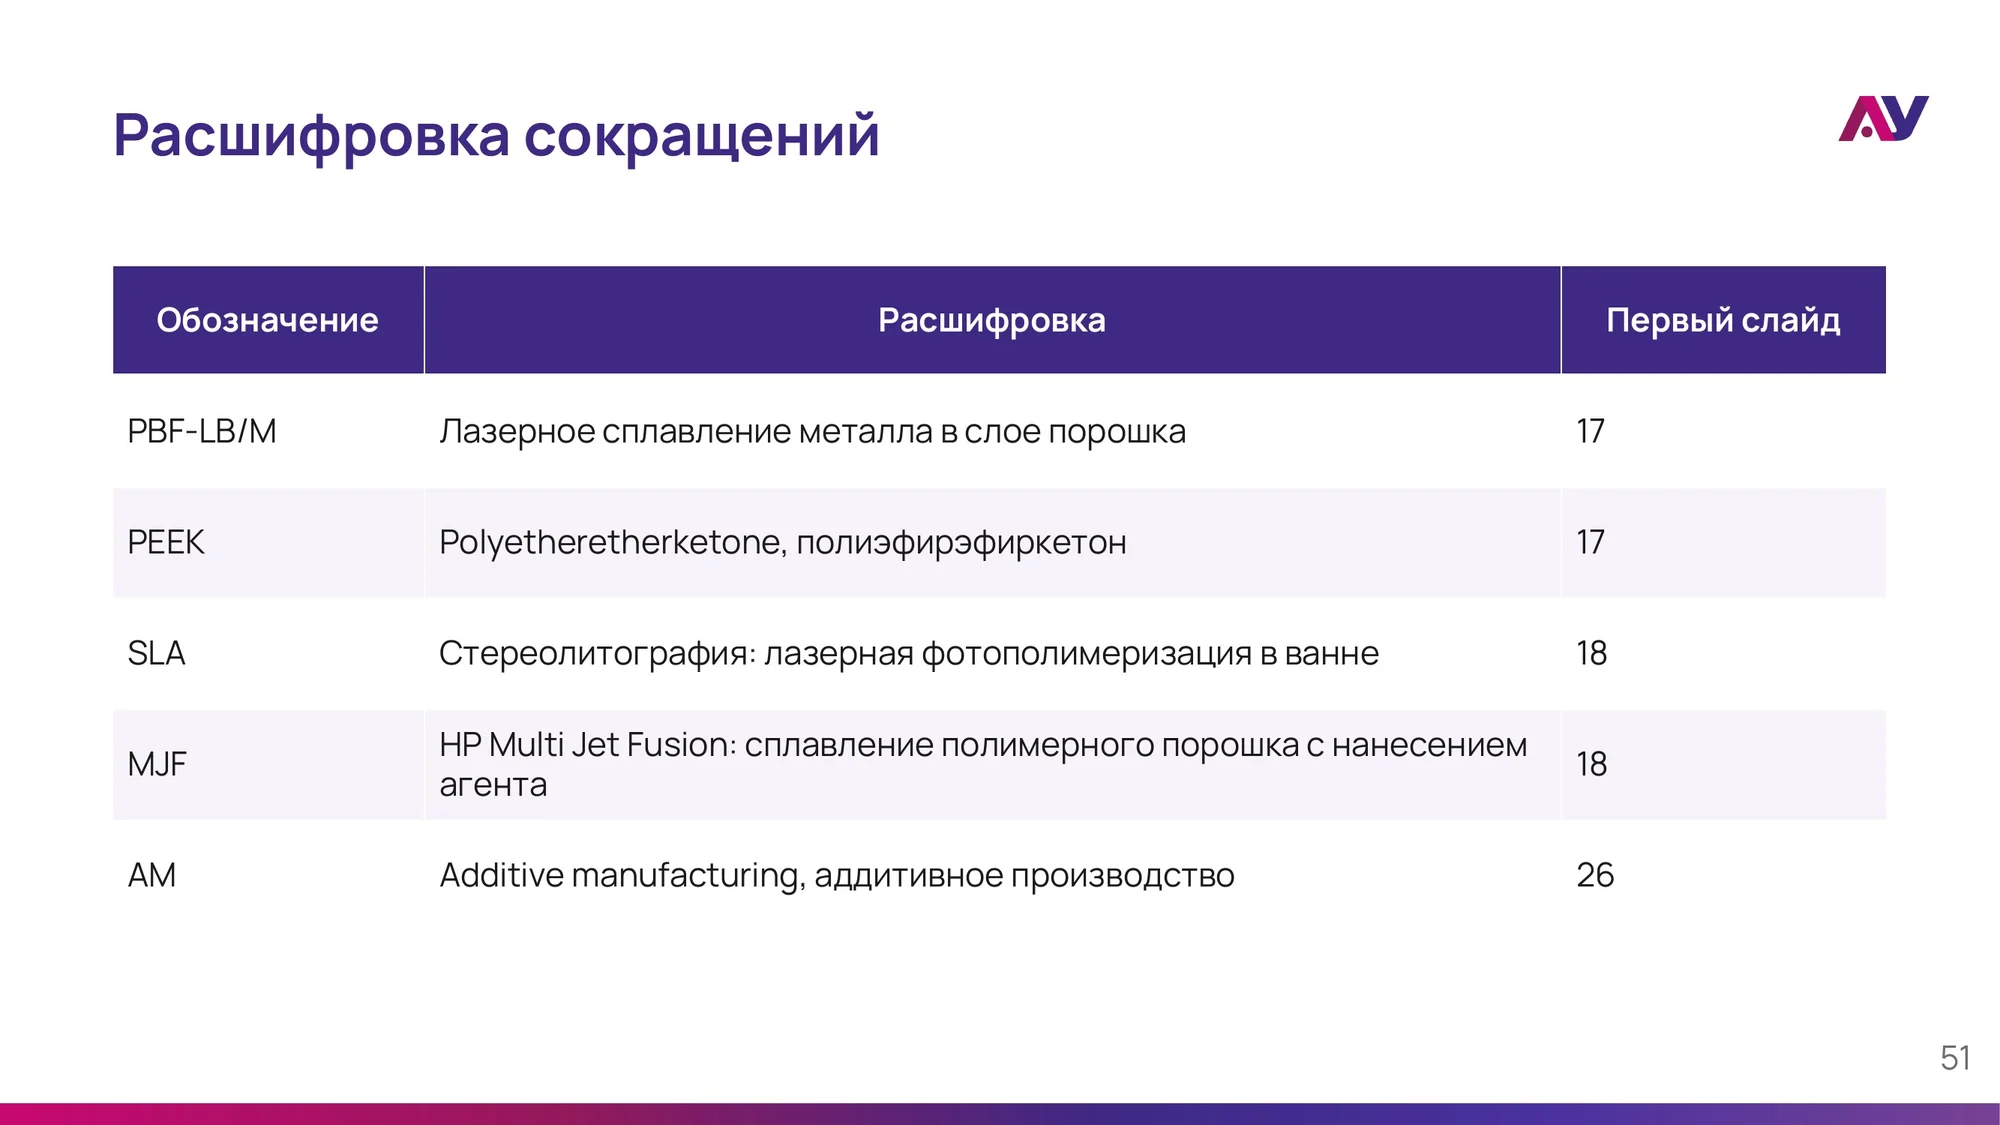 Расшифровка сокращений
АУ
Обозначение
Расшифровка
Первый слайд
PBF-LB/M
Лазерное сплавление металла в слое порошка
17
PEEK
Polyetheretherketone, полиэфирэфиркетон
17
SLA
Стереолитография: лазерная фотополимеризация в ванне
18
MJF
HP Multi Jet Fusion: сплавление полимерного порошка с нанесением
агента
18
AM
Additive manufacturing, аддитивное производство
26
51